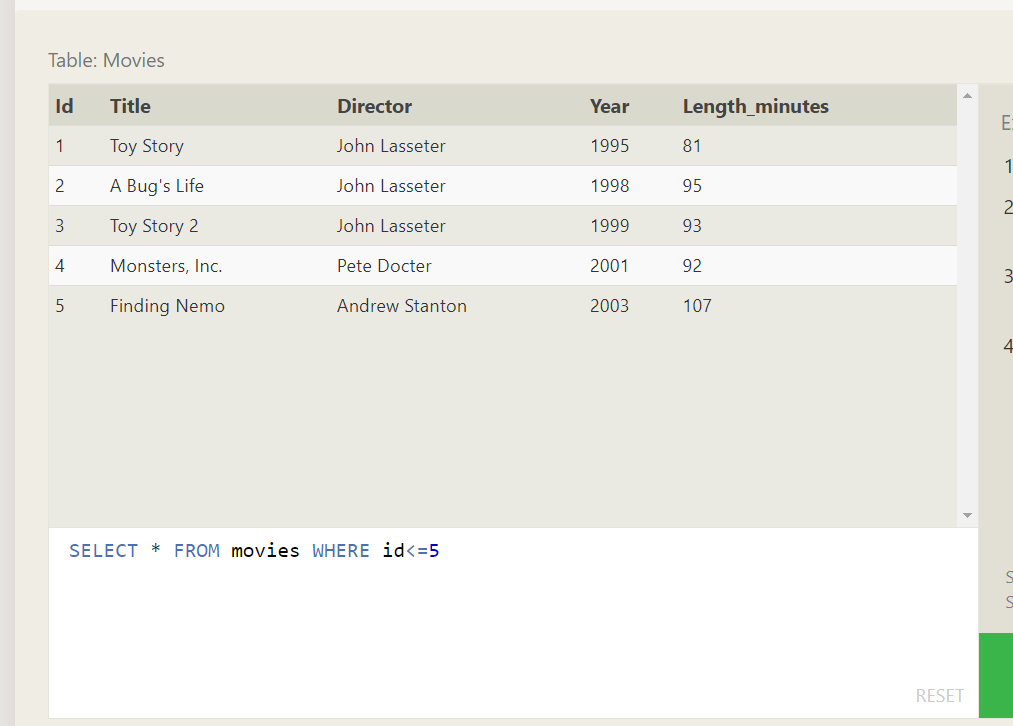 Table: Movies
Id Title Director Year Length_minutes
1 Toy Story John Lasseter 1995 81
2 A Bug's Life John Lasseter 1998 95
3 Toy Story 2 John Lasseter 1999 93
4 Monsters, Inc. Pete Docter 2001 92
5 Finding Nemo Andrew Stanton 2003 107
SELECT * FROM movies WHERE id<=5
RESET
1
2
3
4